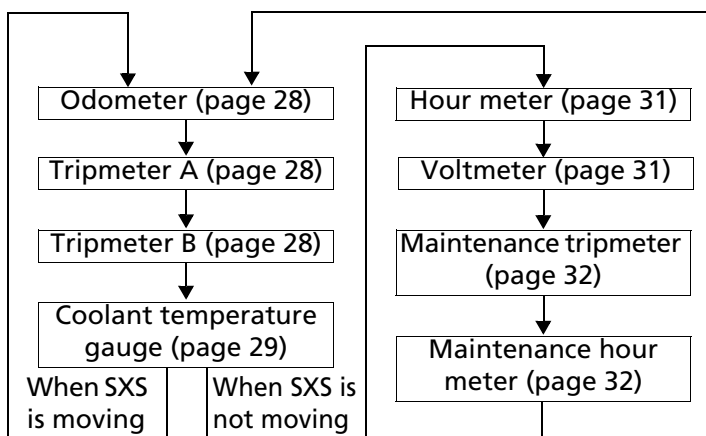 Odometer (page 28)
Tripmeter A (page 28)
Tripmeter B (page 28)
Coolant temperature
gauge (page 29)
When SXS
is moving
When SXS is
not moving
Hour meter (page 31)
Voltmeter (page 31)
Maintenance tripmeter
(page 32)
Maintenance hour
meter (page 32)